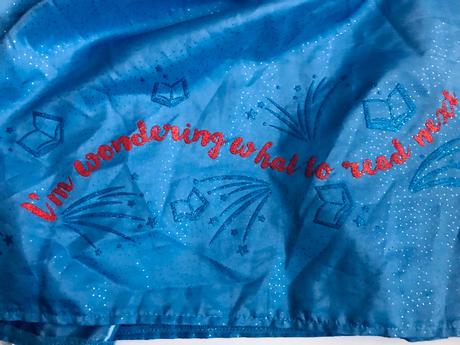 I'm wondering what to read next